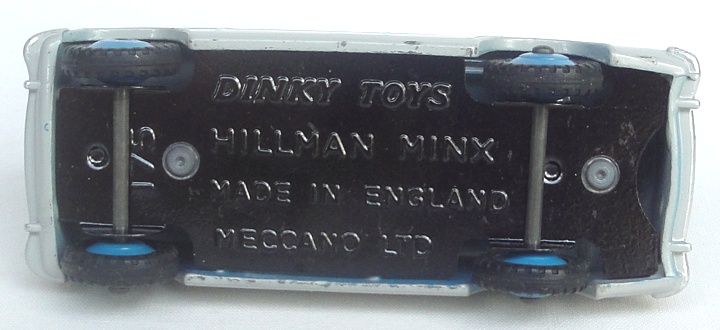 DINKY TOYS
175
HILLMAN MINX
MADE IN ENGLAND
MECCANO LTD